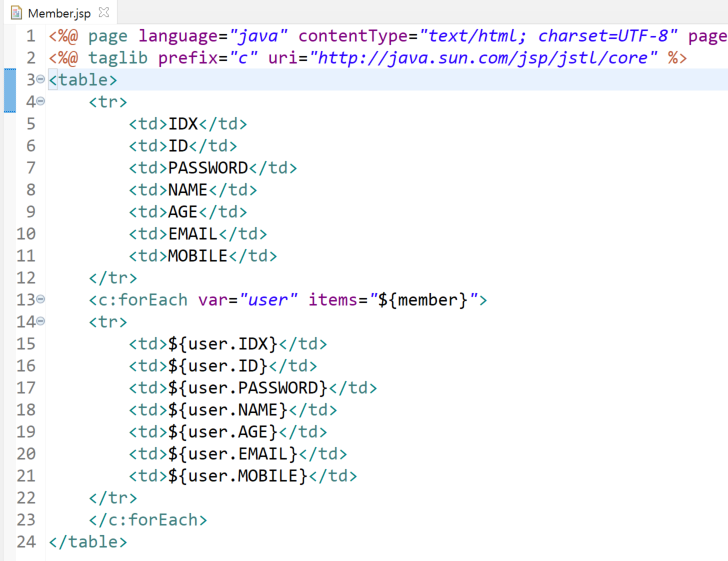 Member.jsp
1 <%@ page language="java" contentType="text/html; charset=UTF-8" page
2 <%@ taglib prefix="c" uri="http://java.sun.com/jsp/jstl/core" %>
3 <table>
4     <tr>
5         <td>IDX</td>
6         <td>ID</td>
7         <td>PASSWORD</td>
8         <td>NAME</td>
9         <td>AGE</td>
10         <td>EMAIL</td>
11         <td>MOBILE</td>
12     </tr>
13     <c:forEach var="user" items="${member}">
14     <tr>
15         <td>${user.IDX}</td>
16         <td>${user.ID}</td>
17         <td>${user.PASSWORD}</td>
18         <td>${user.NAME}</td>
19         <td>${user.AGE}</td>
20         <td>${user.EMAIL}</td>
21         <td>${user.MOBILE}</td>
22     </tr>
23     </c:forEach>
24 </table>